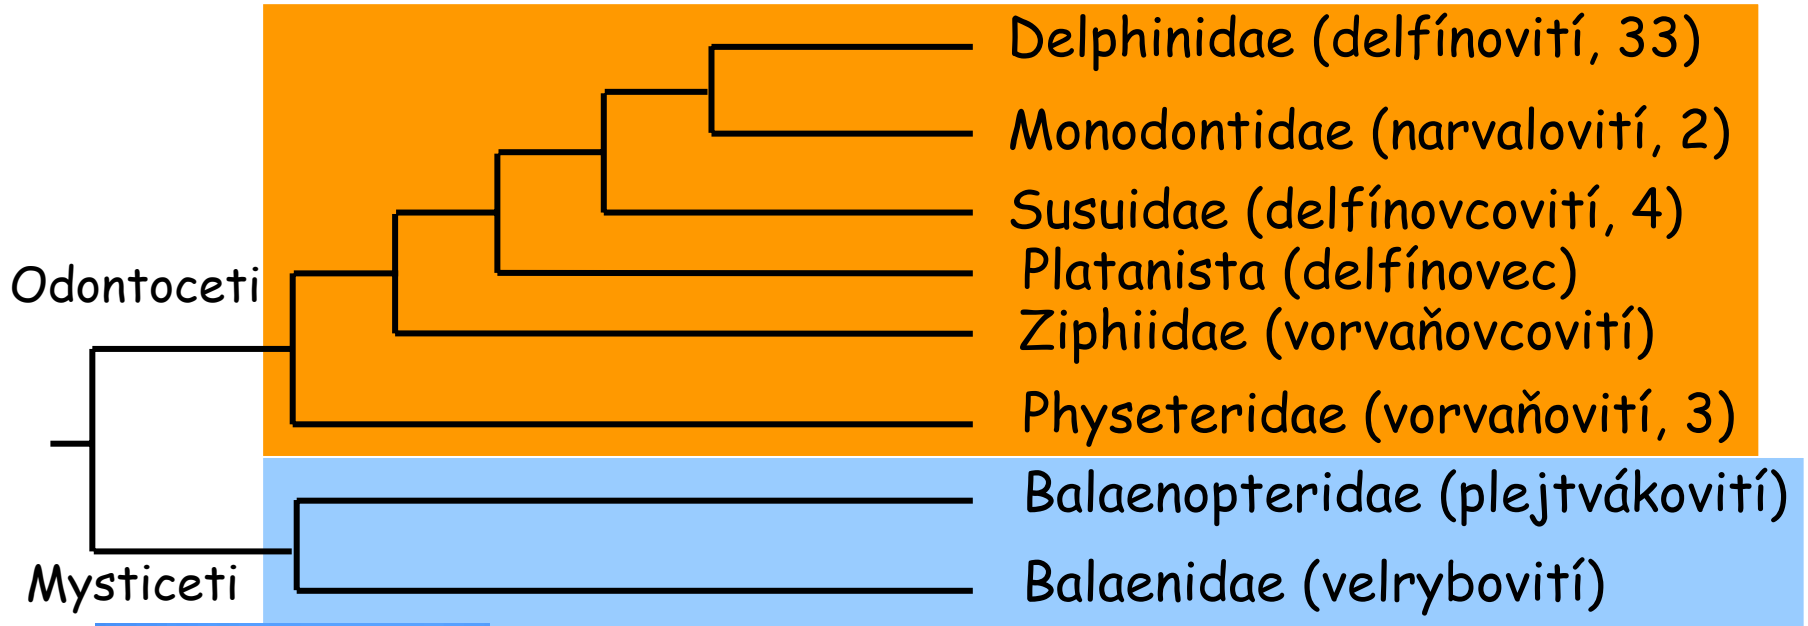 Delphinidae (delfínovití, 33)
Monodontidae (narvalovití, 2)
Susuidae (delfínovcovití, 4)
Platanista (delfínovec)
Odontoceti
Ziphiidae (vorvaňovcovití)
Physeteridae (vorvaňovití, 3)
Balaenopteridae (plejtvákovití)
Mysticeti
Balaenidae (velrybovití)